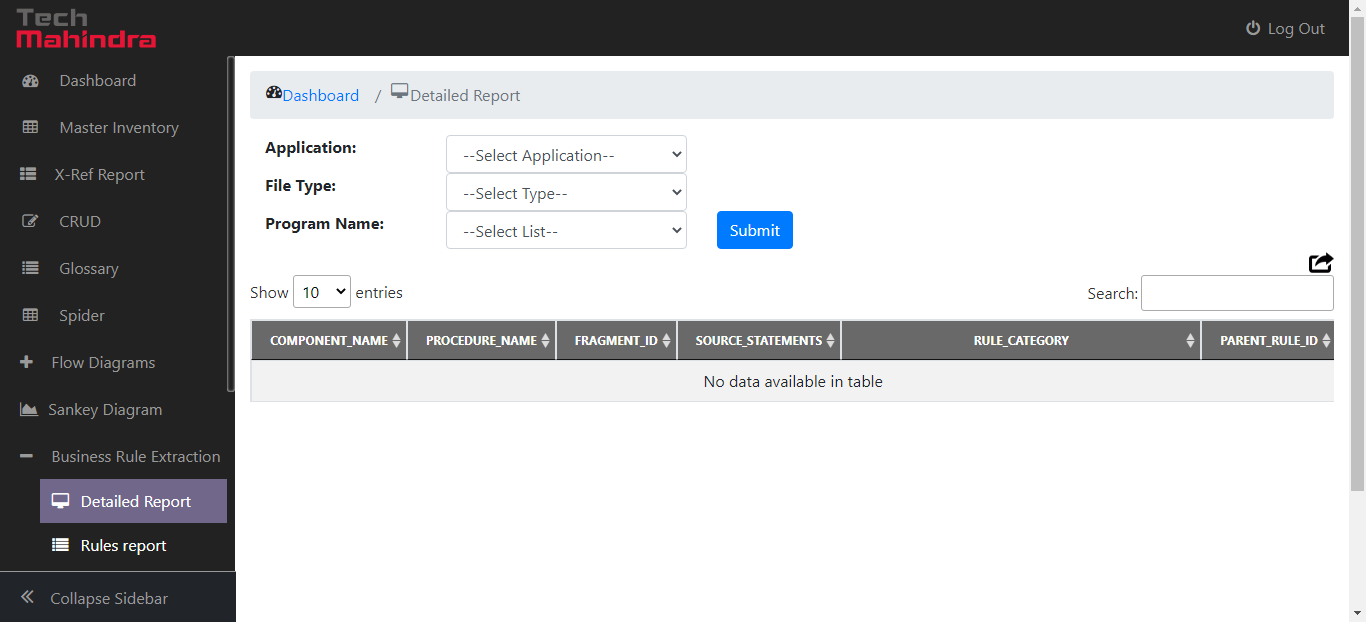 Tech
Mahindra
Log Out
Dashboard
Master Inventory
X-Ref Report
CRUD
Glossary
Spider
Flow Diagrams
Sankey Diagram
Business Rule Extraction
Detailed Report
Rules report
Collapse Sidebar
Dashboard / Detailed Report
Application: --Select Application--
File Type: --Select Type--
Program Name: --Select List-- Submit
Show 10 entries Search:
COMPONENT_NAME PROCEDURE_NAME FRAGMENT_ID SOURCE_STATEMENTS RULE_CATEGORY PARENT_RULE_ID
No data available in table